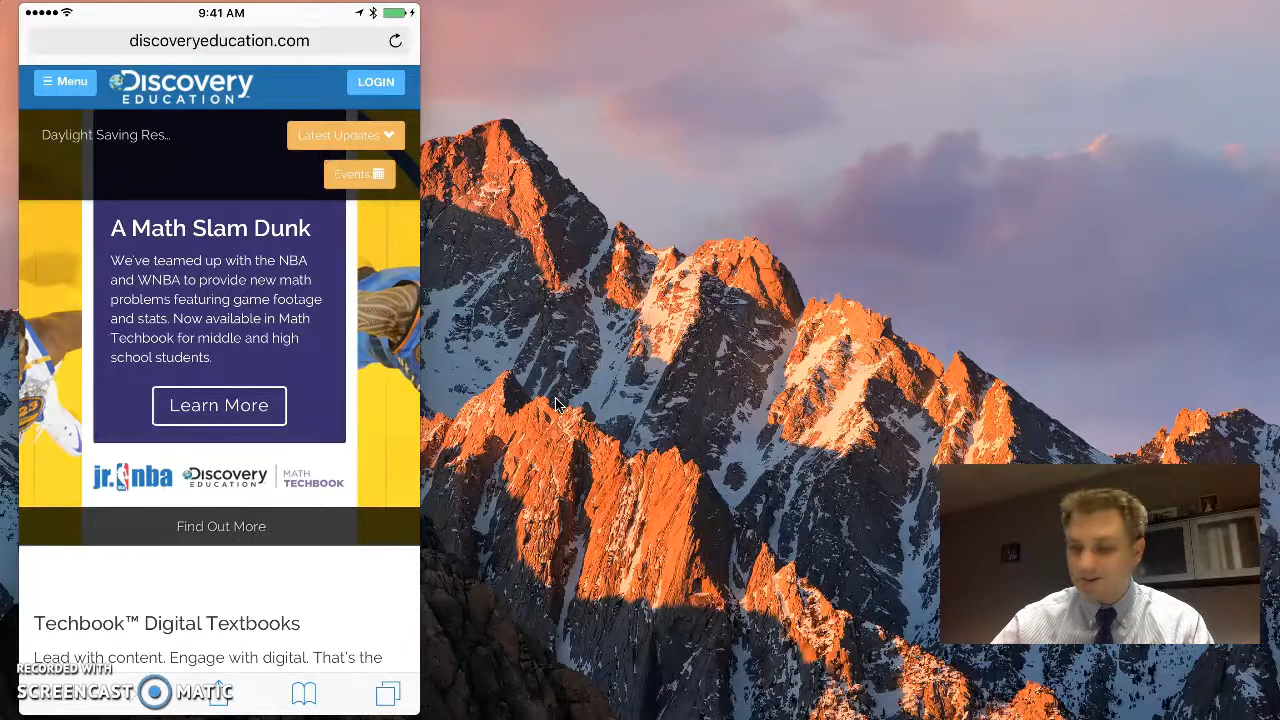 9:41 AM
discoveryeducation.com
☰ Menu
Discovery
EDUCATION
LOGIN
Daylight Saving Res...
Latest Updates
Events
A Math Slam Dunk
We've teamed up with the NBA
and WNBA to provide new math
problems featuring game footage
and stats. Now available in Math
Techbook for middle and high
school students.
Learn More
jr.nba
Discovery
EDUCATION
MATH
TECHBOOK
23
Find Out More
Techbook™ Digital Textbooks
Lead with content. Engage with digital. That's the
RECORDED WITH
SCREENCAST MATIC